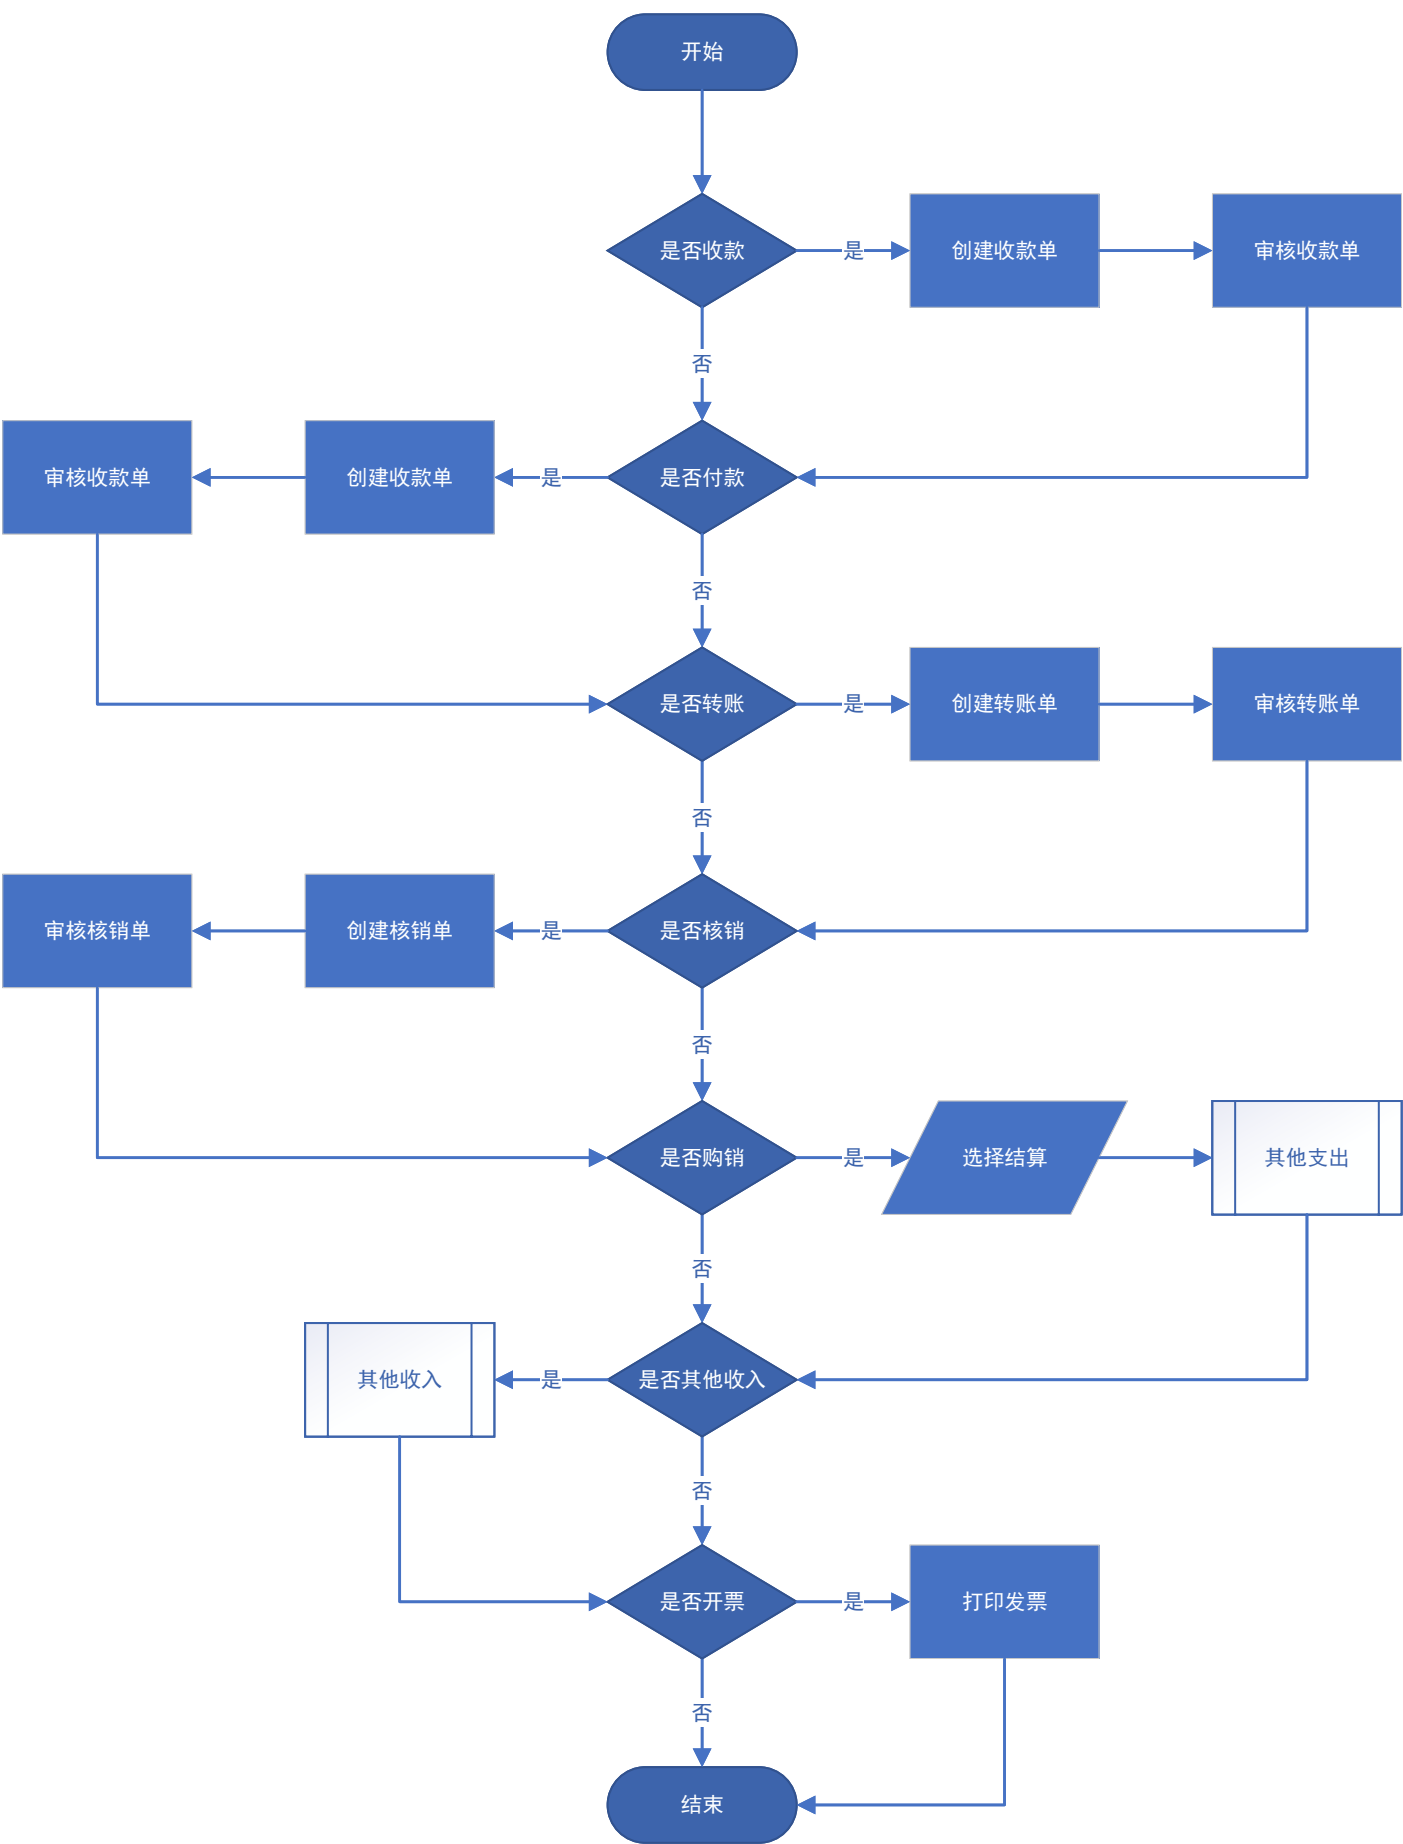 开始
是否收款
是
创建收款单
审核收款单
否
审核收款单
创建收款单
是
是否付款
否
是否转账
是
创建转账单
审核转账单
否
审核核销单
创建核销单
是
是否核销
否
是否购销
是
选择结算
其他支出
否
其他收入
是
是否其他收入
否
是否开票
是
打印发票
否
结束